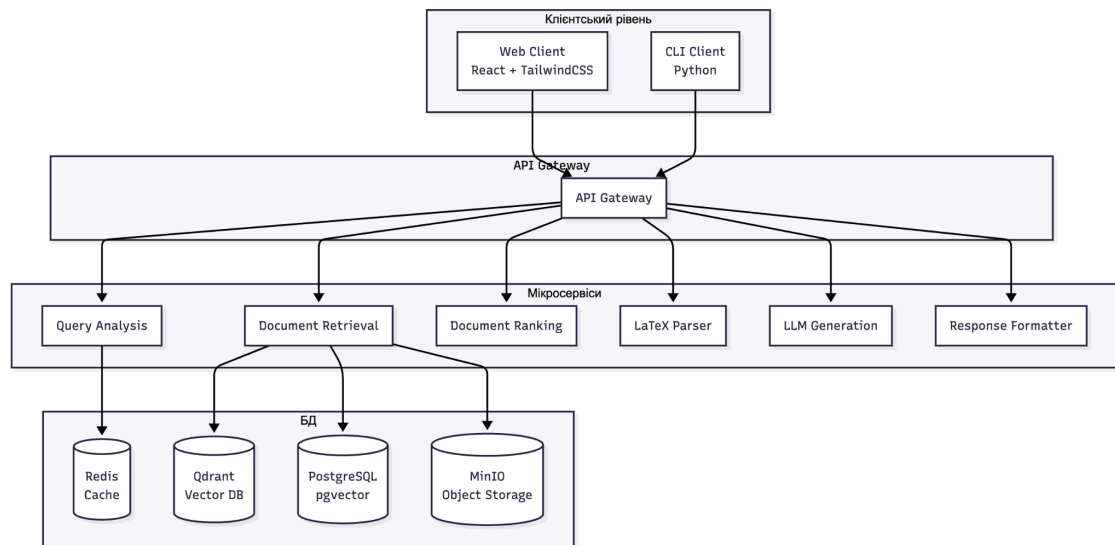 Клієнтський рівень
Web Client
React + TailwindCSS
CLI Client
Python
API Gateway
API Gateway
Мікросервіси
Query Analysis
Document Retrieval
Document Ranking
LaTeX Parser
LLM Generation
Response Formatter
БД
Redis
Cache
Qdrant
Vector DB
PostgreSQL
pgvector
MinIO
Object Storage